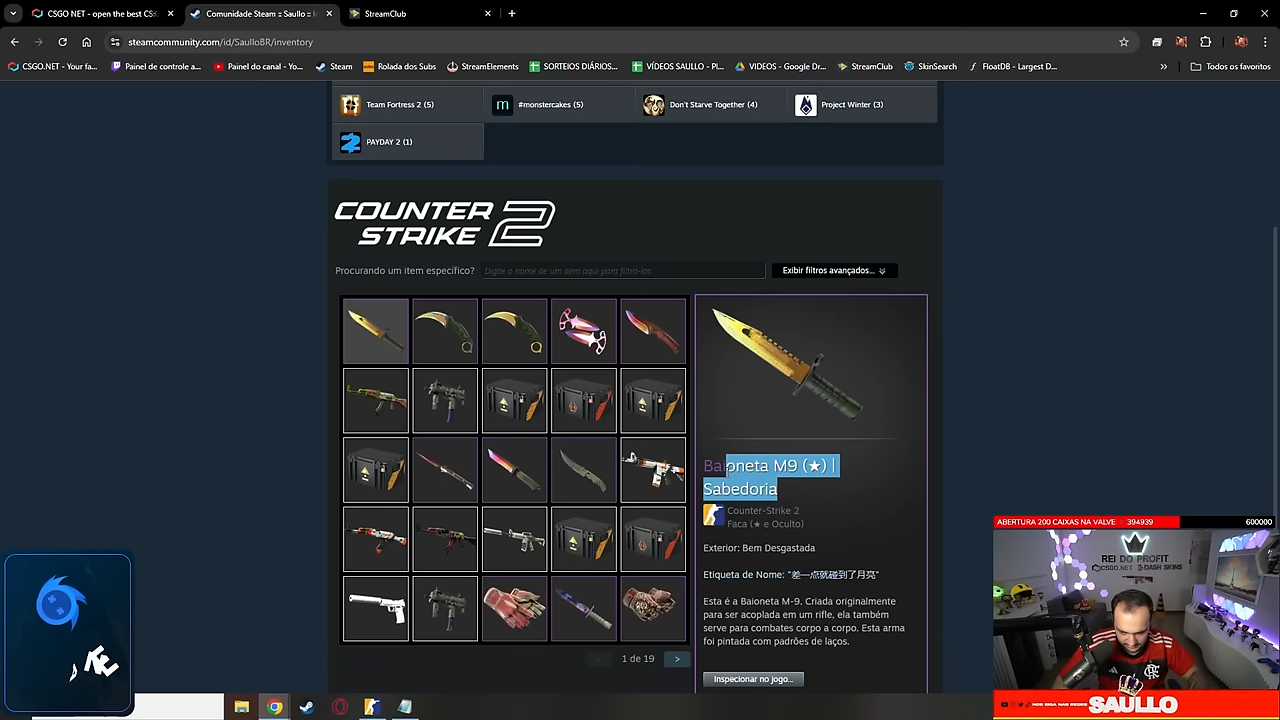 CSGO NET - open the best CS:
Comunidade Steam :: Saullo :: i
StreamClub
steamcommunity.com/id/SaulloBR/inventory
CSGO.NET - Your fa...
Painel de controle a...
Painel do canal - Yo...
Steam
Rolada dos Subs
StreamElements
SORTEIOS DIÁRIOS...
VÍDEOS SAULLO - PL...
VIDEOS - Google Dr...
StreamClub
SkinSearch
FloatDB - Largest D...
Todos os favoritos
Team Fortress 2 (5)
#monstercakes (5)
Don't Starve Together (4)
Project Winter (3)
PAYDAY 2 (1)
COUNTER
STRIKE 2
Procurando um item específico?
Digite o nome de um item aqui para filtrá-los
Exibir filtros avançados...
Baioneta M9 (★) |
Sabedoria
Counter-Strike 2
Faca (★ e Oculto)
Exterior: Bem Desgastada
Etiqueta de Nome: "差一点就碰到了月亮"
Esta é a Baioneta M-9. Criada originalmente
para ser acoplada em um rifle, ela também
serve para combates corpo a corpo. Esta arma
foi pintada com padrões de laços.
1 de 19
>
Inspecionar no jogo...
ABERTURA 200 CAIXAS NA VALVE / 394939
600000
REI DO PROFIT
CSGO.NET
DASH SKINS
NOS SIGA NAS REDES
SAULLO